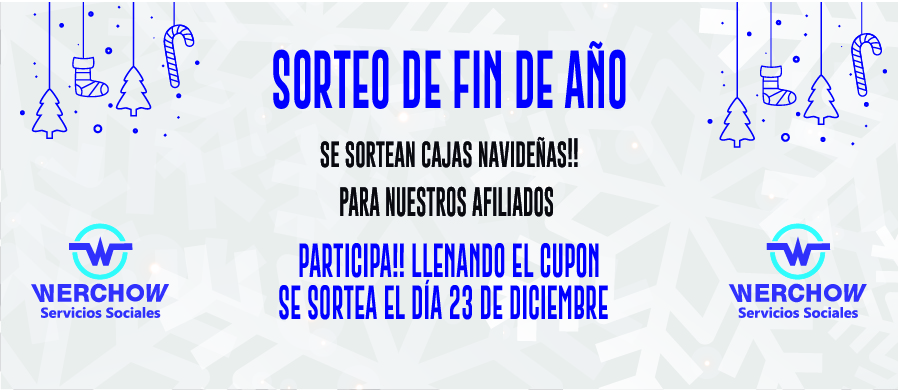 SORTEO DE FIN DE AÑO
SE SORTEAN CAJAS NAVIDEÑAS!!
PARA NUESTROS AFILIADOS
PARTICIPA!! LLENANDO EL CUPON
SE SORTEA EL DÍA 23 DE DICIEMBRE
W
WERCHOW
Servicios Sociales
W
WERCHOW
Servicios Sociales